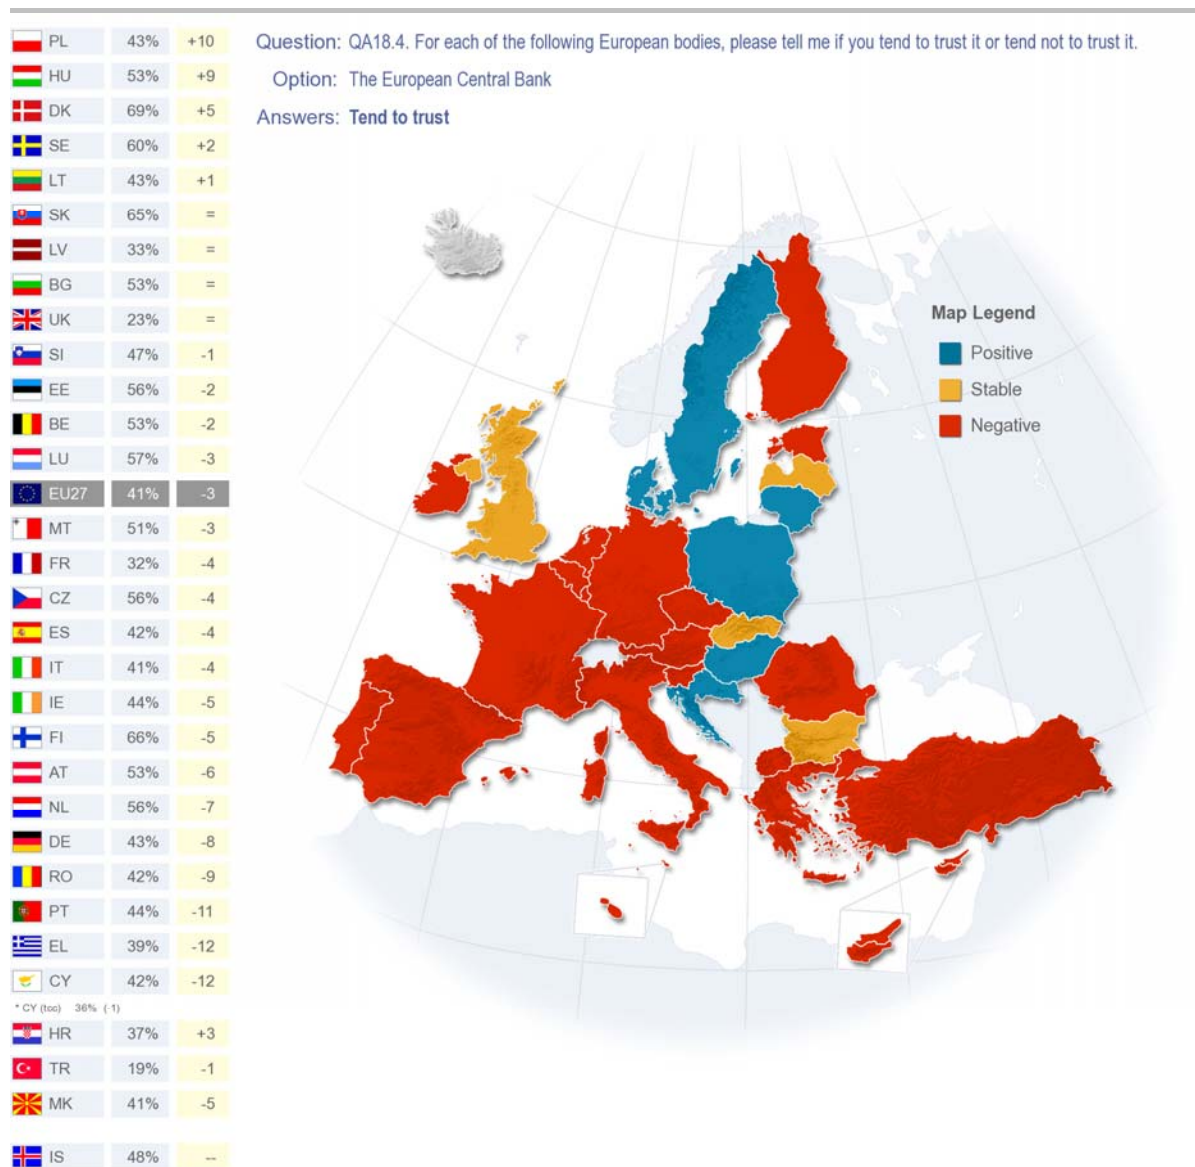 Question: QA18.4. For each of the following European bodies, please tell me if you tend to trust it or tend not to trust it.
Option: The European Central Bank
Answers: Tend to trust
PL 43% +10
HU 53% +9
DK 69% +5
SE 60% +2
LT 43% +1
SK 65% =
LV 33% =
BG 53% =
UK 23% =
SI 47% -1
EE 56% -2
BE 53% -2
LU 57% -3
EU27 41% -3
MT 51% -3
FR 32% -4
CZ 56% -4
ES 42% -4
IT 41% -4
IE 44% -5
FI 66% -5
AT 53% -6
NL 56% -7
DE 43% -8
RO 42% -9
PT 44% -11
EL 39% -12
CY 42% -12
* CY (tcc) 36% (-1)
HR 37% +3
TR 19% -1
MK 41% -5
IS 48% --
Map Legend
Positive
Stable
Negative